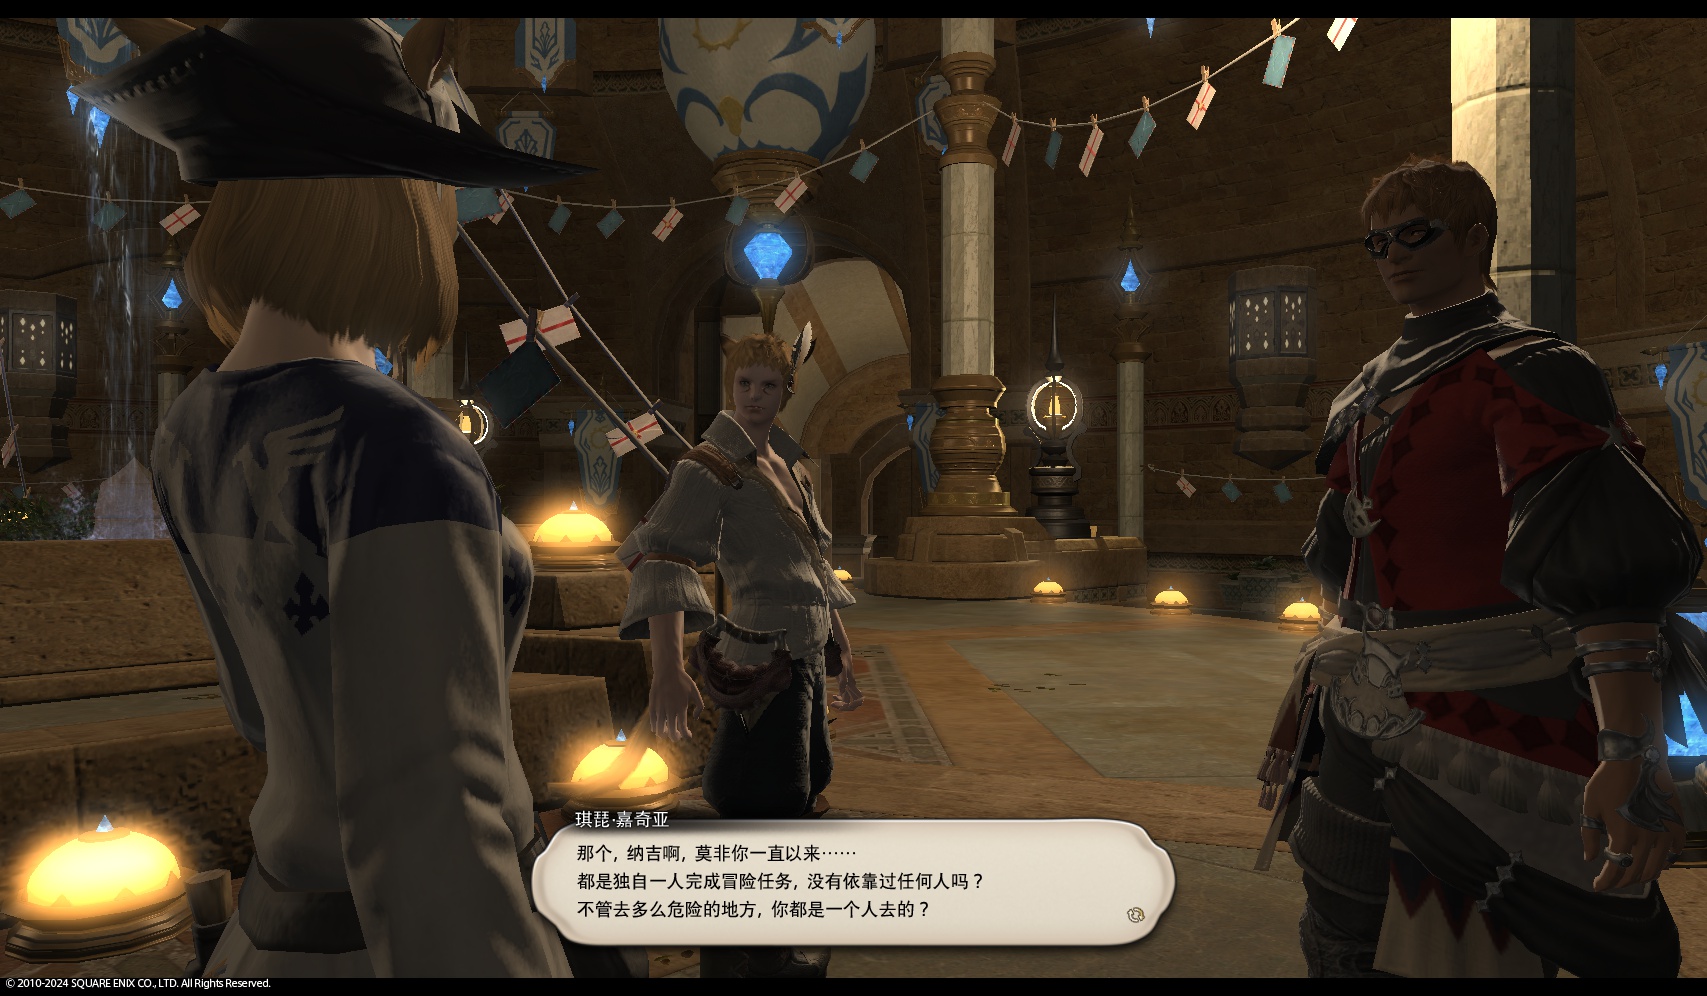 琪琵·嘉奇亚
那个，纳吉啊，莫非你一直以来……
都是独自一人完成冒险任务，没有依靠过任何人吗？
不管去多么危险的地方，你都是一个人去的？
© 2010-2024 SQUARE ENIX CO., LTD. All Rights Reserved.